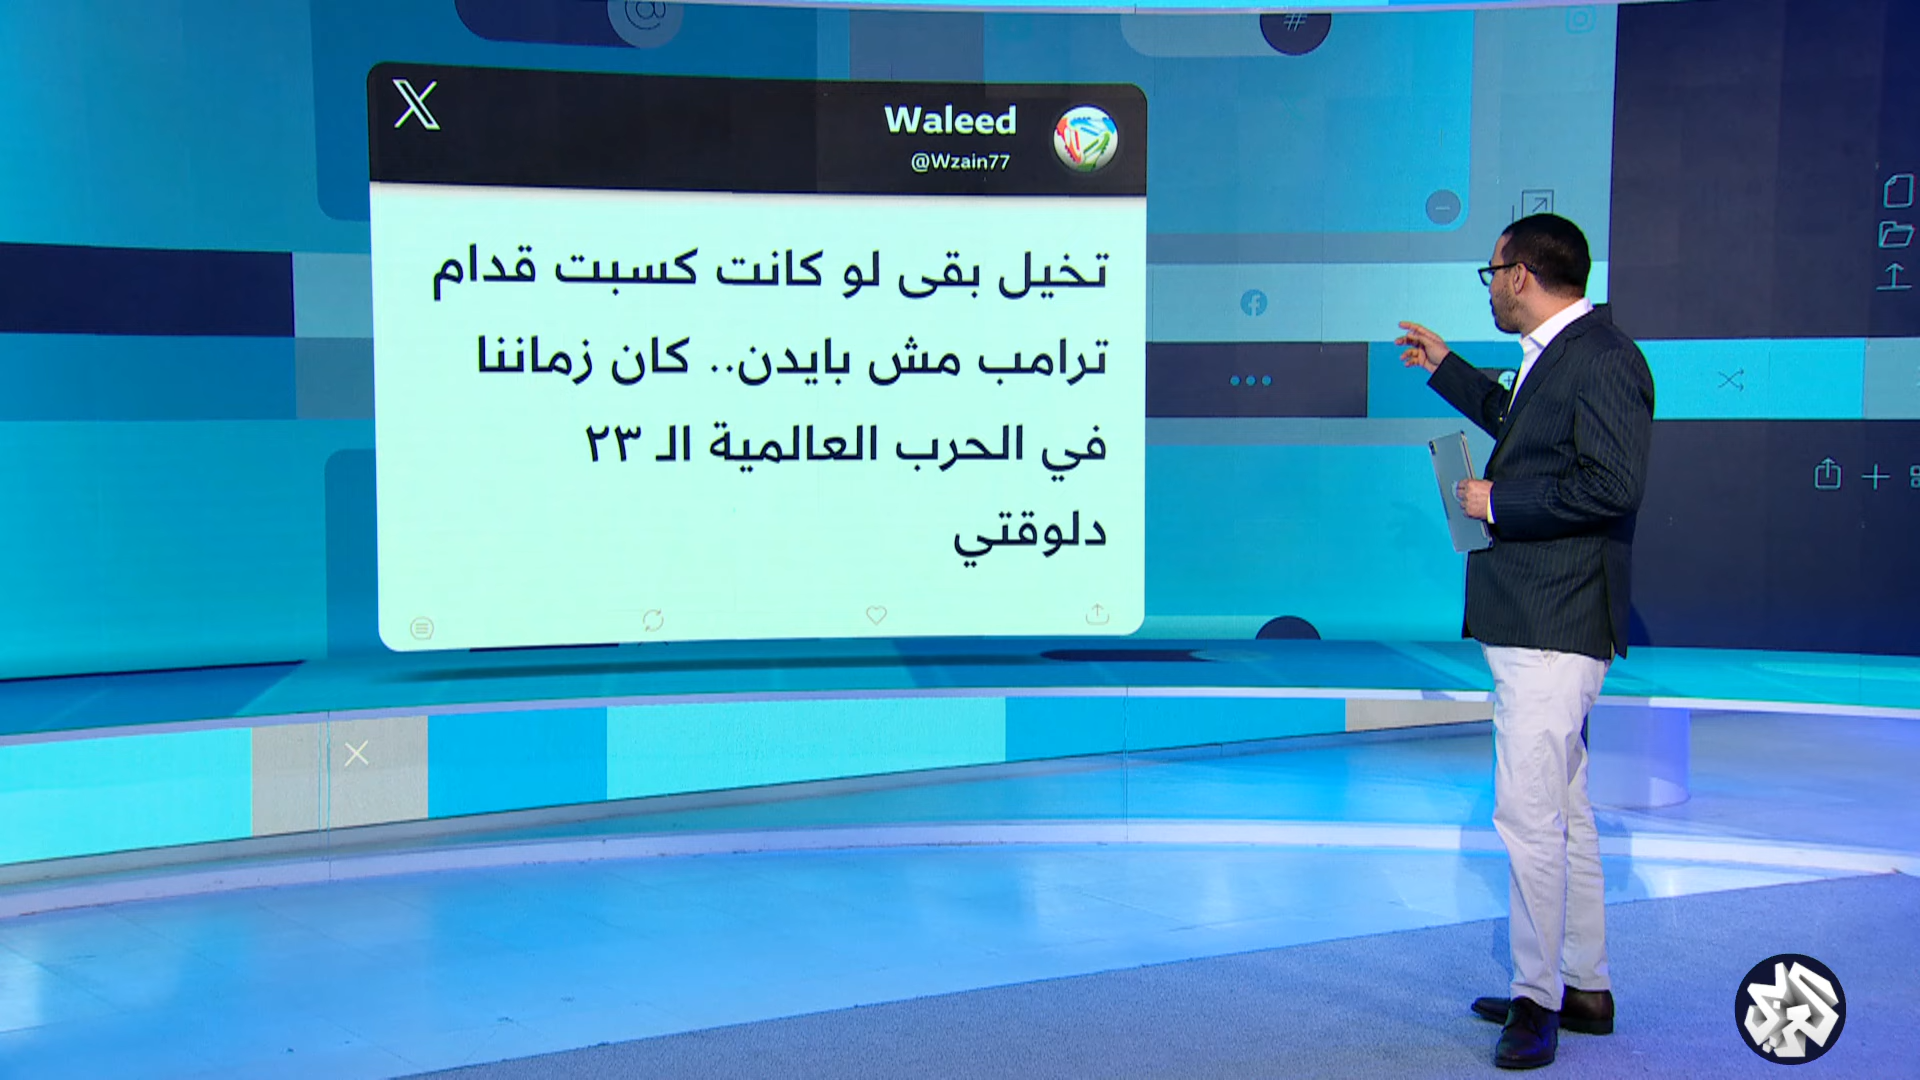 Waleed
@Wzain77
تخيل بقى لو كانت كسبت قدام
ترامب مش بايدن.. كان زماننا
في الحرب العالمية الـ ٢٣
دلوقتي
العربي